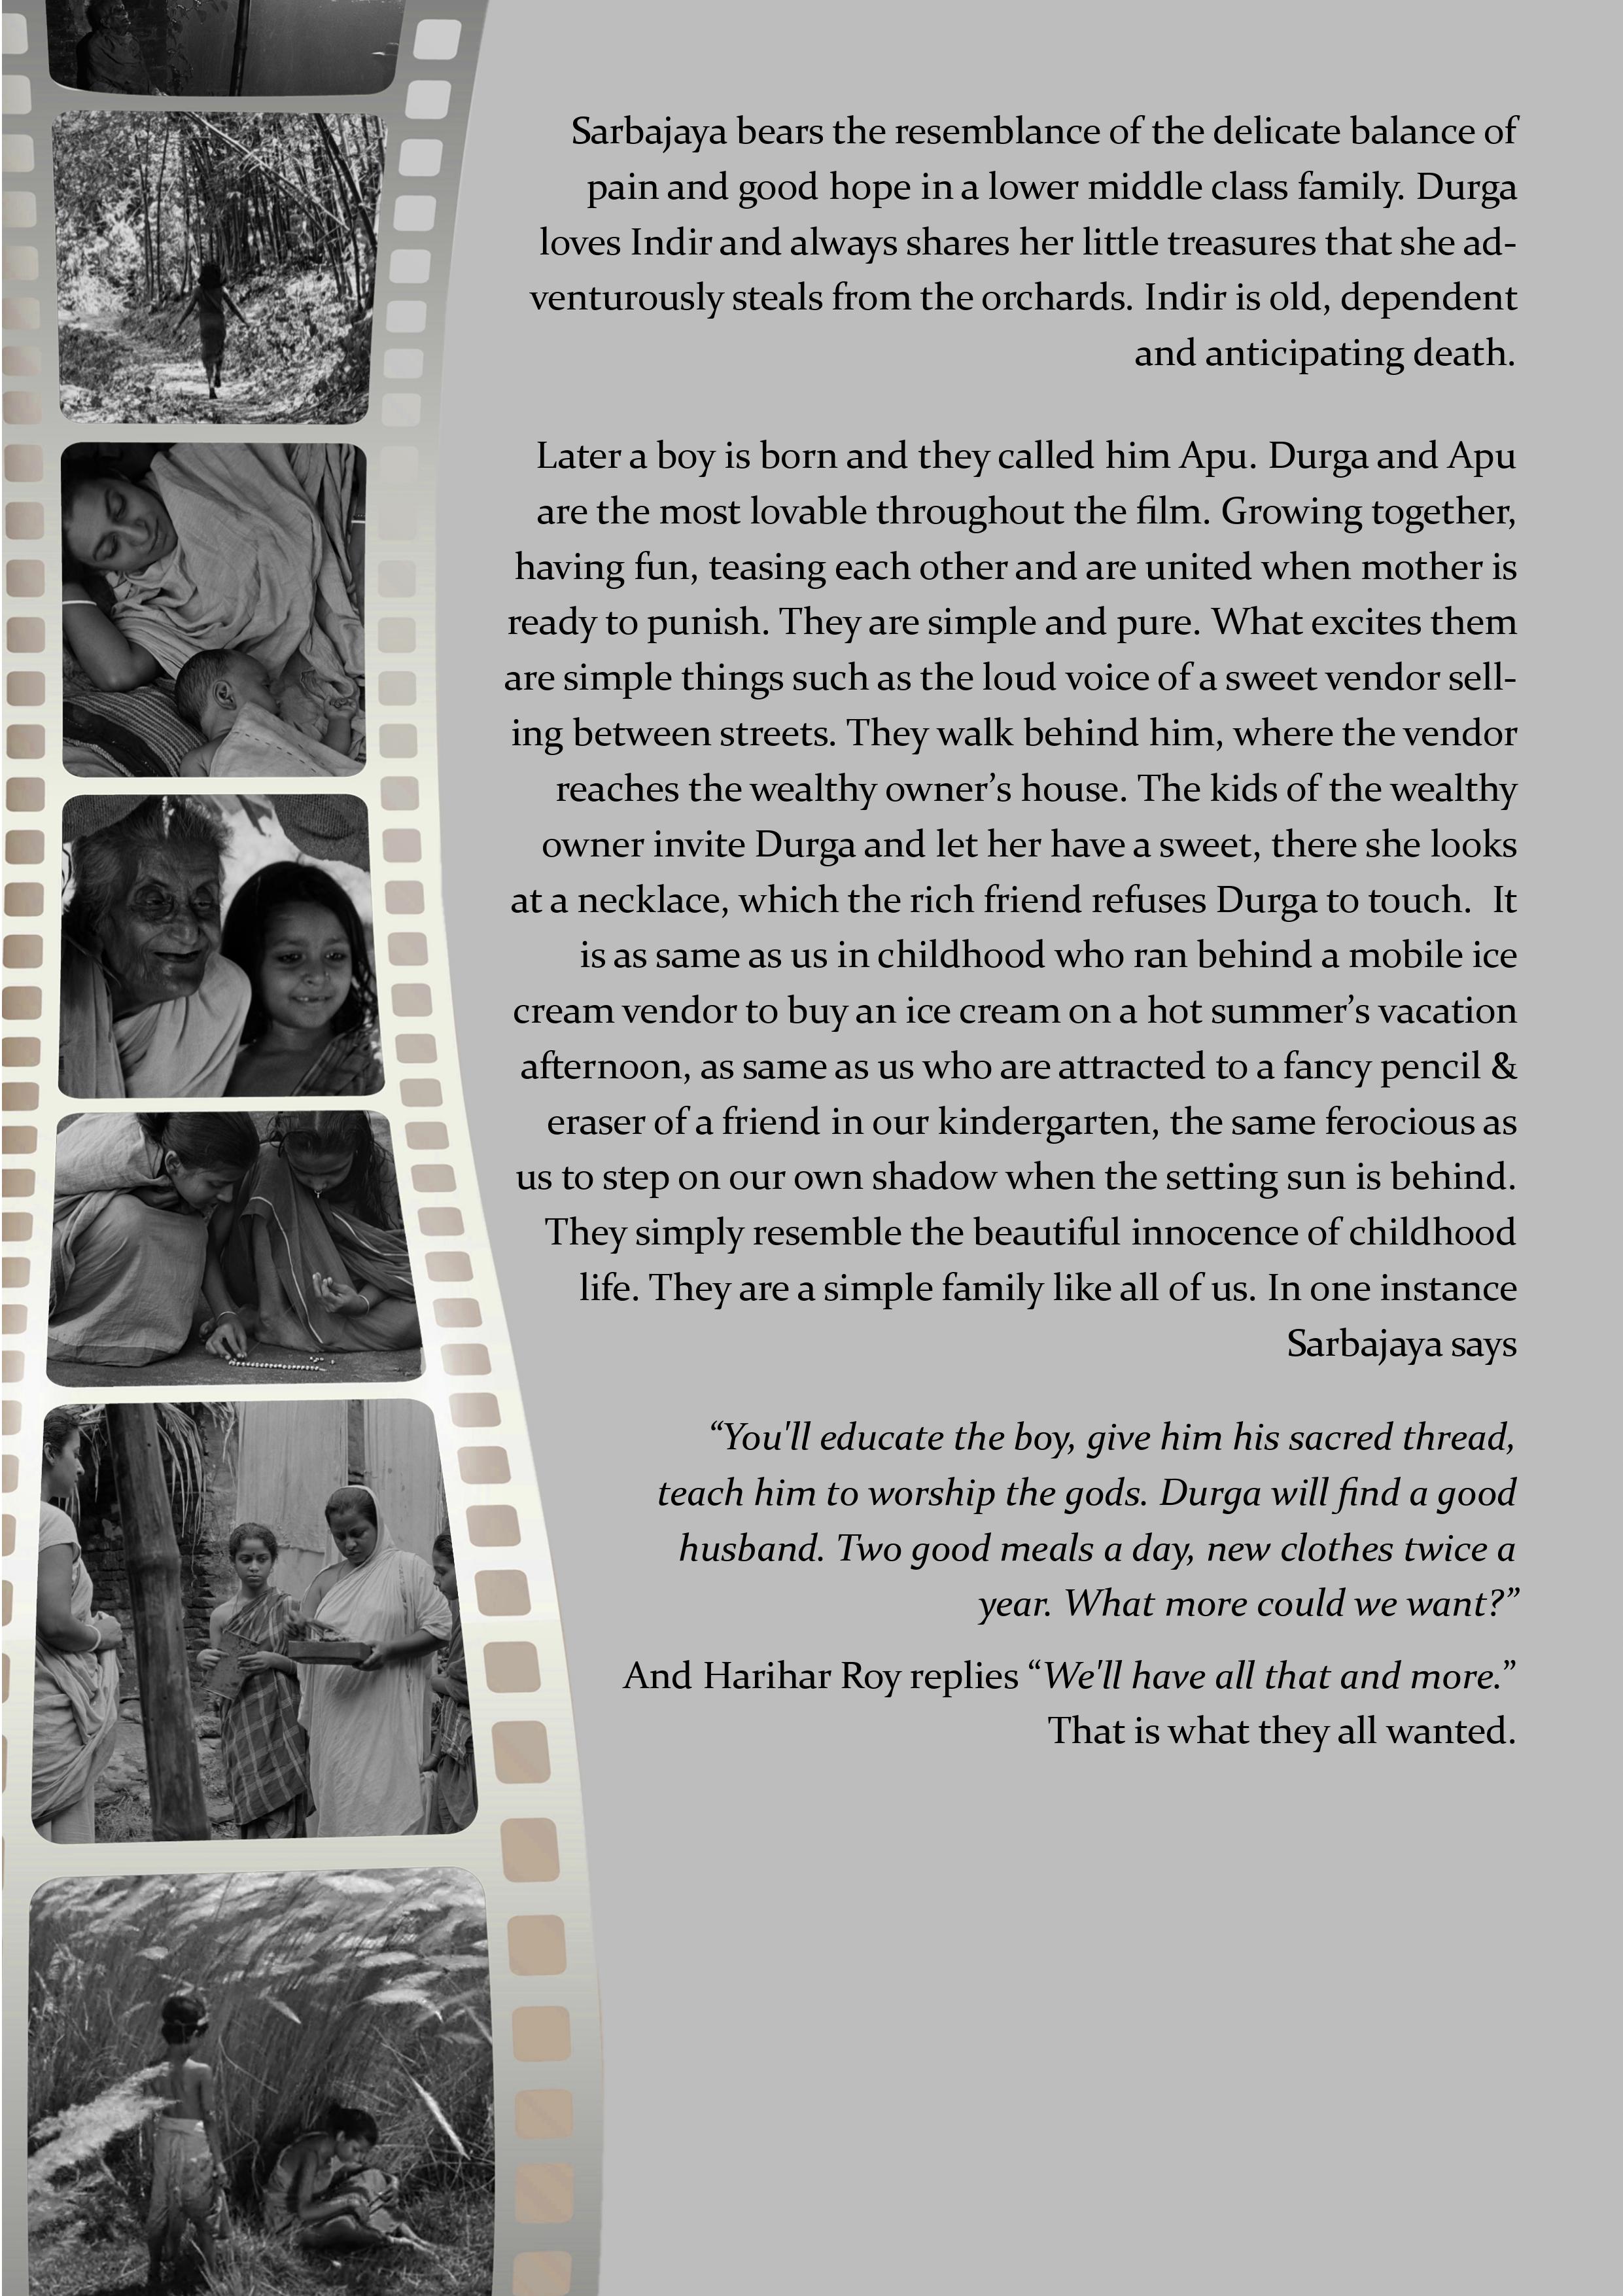 Sarbajaya bears the resemblance of the delicate balance of
pain and good hope in a lower middle class family. Durga
loves Indir and always shares her little treasures that she ad-
venturously steals from the orchards. Indir is old, dependent
and anticipating death.
Later a boy is born and they called him Apu. Durga and Apu
are the most lovable throughout the film. Growing together,
having fun, teasing each other and are united when mother is
ready to punish. They are simple and pure. What excites them
are simple things such as the loud voice of a sweet vendor sell-
ing between streets. They walk behind him, where the vendor
reaches the wealthy owner’s house. The kids of the wealthy
owner invite Durga and let her have a sweet, there she looks
at a necklace, which the rich friend refuses Durga to touch.  It
is as same as us in childhood who ran behind a mobile ice
cream vendor to buy an ice cream on a hot summer’s vacation
afternoon, as same as us who are attracted to a fancy pencil &
eraser of a friend in our kindergarten, the same ferocious as
us to step on our own shadow when the setting sun is behind.
They simply resemble the beautiful innocence of childhood
life. They are a simple family like all of us. In one instance
Sarbajaya says
“You'll educate the boy, give him his sacred thread,
teach him to worship the gods. Durga will find a good
husband. Two good meals a day, new clothes twice a
year. What more could we want?”
And Harihar Roy replies “We'll have all that and more.”
That is what they all wanted.